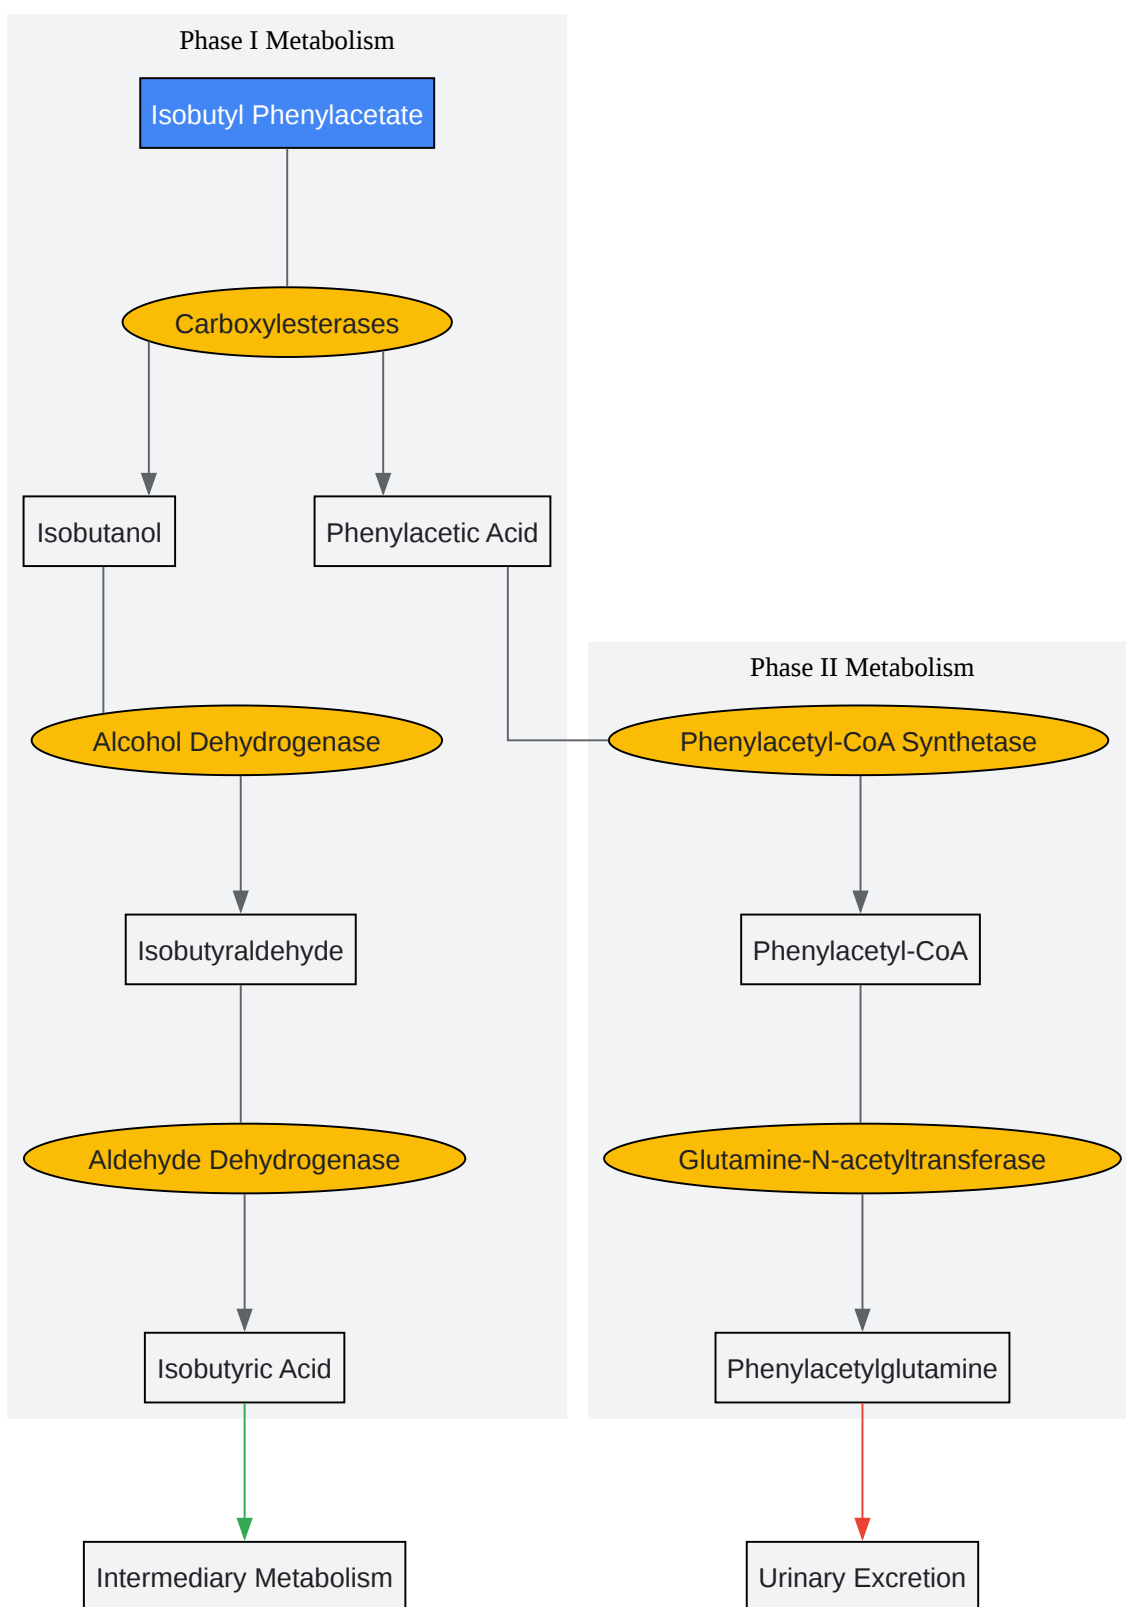 Phase I Metabolism
Isobutyl Phenylacetate
Carboxylesterases
Isobutanol
Phenylacetic Acid
Phase II Metabolism
Alcohol Dehydrogenase
Phenylacetyl-CoA Synthetase
Isobutyraldehyde
Phenylacetyl-CoA
Aldehyde Dehydrogenase
Glutamine-N-acetyltransferase
Isobutyric Acid
Phenylacetylglutamine
Intermediary Metabolism
Urinary Excretion